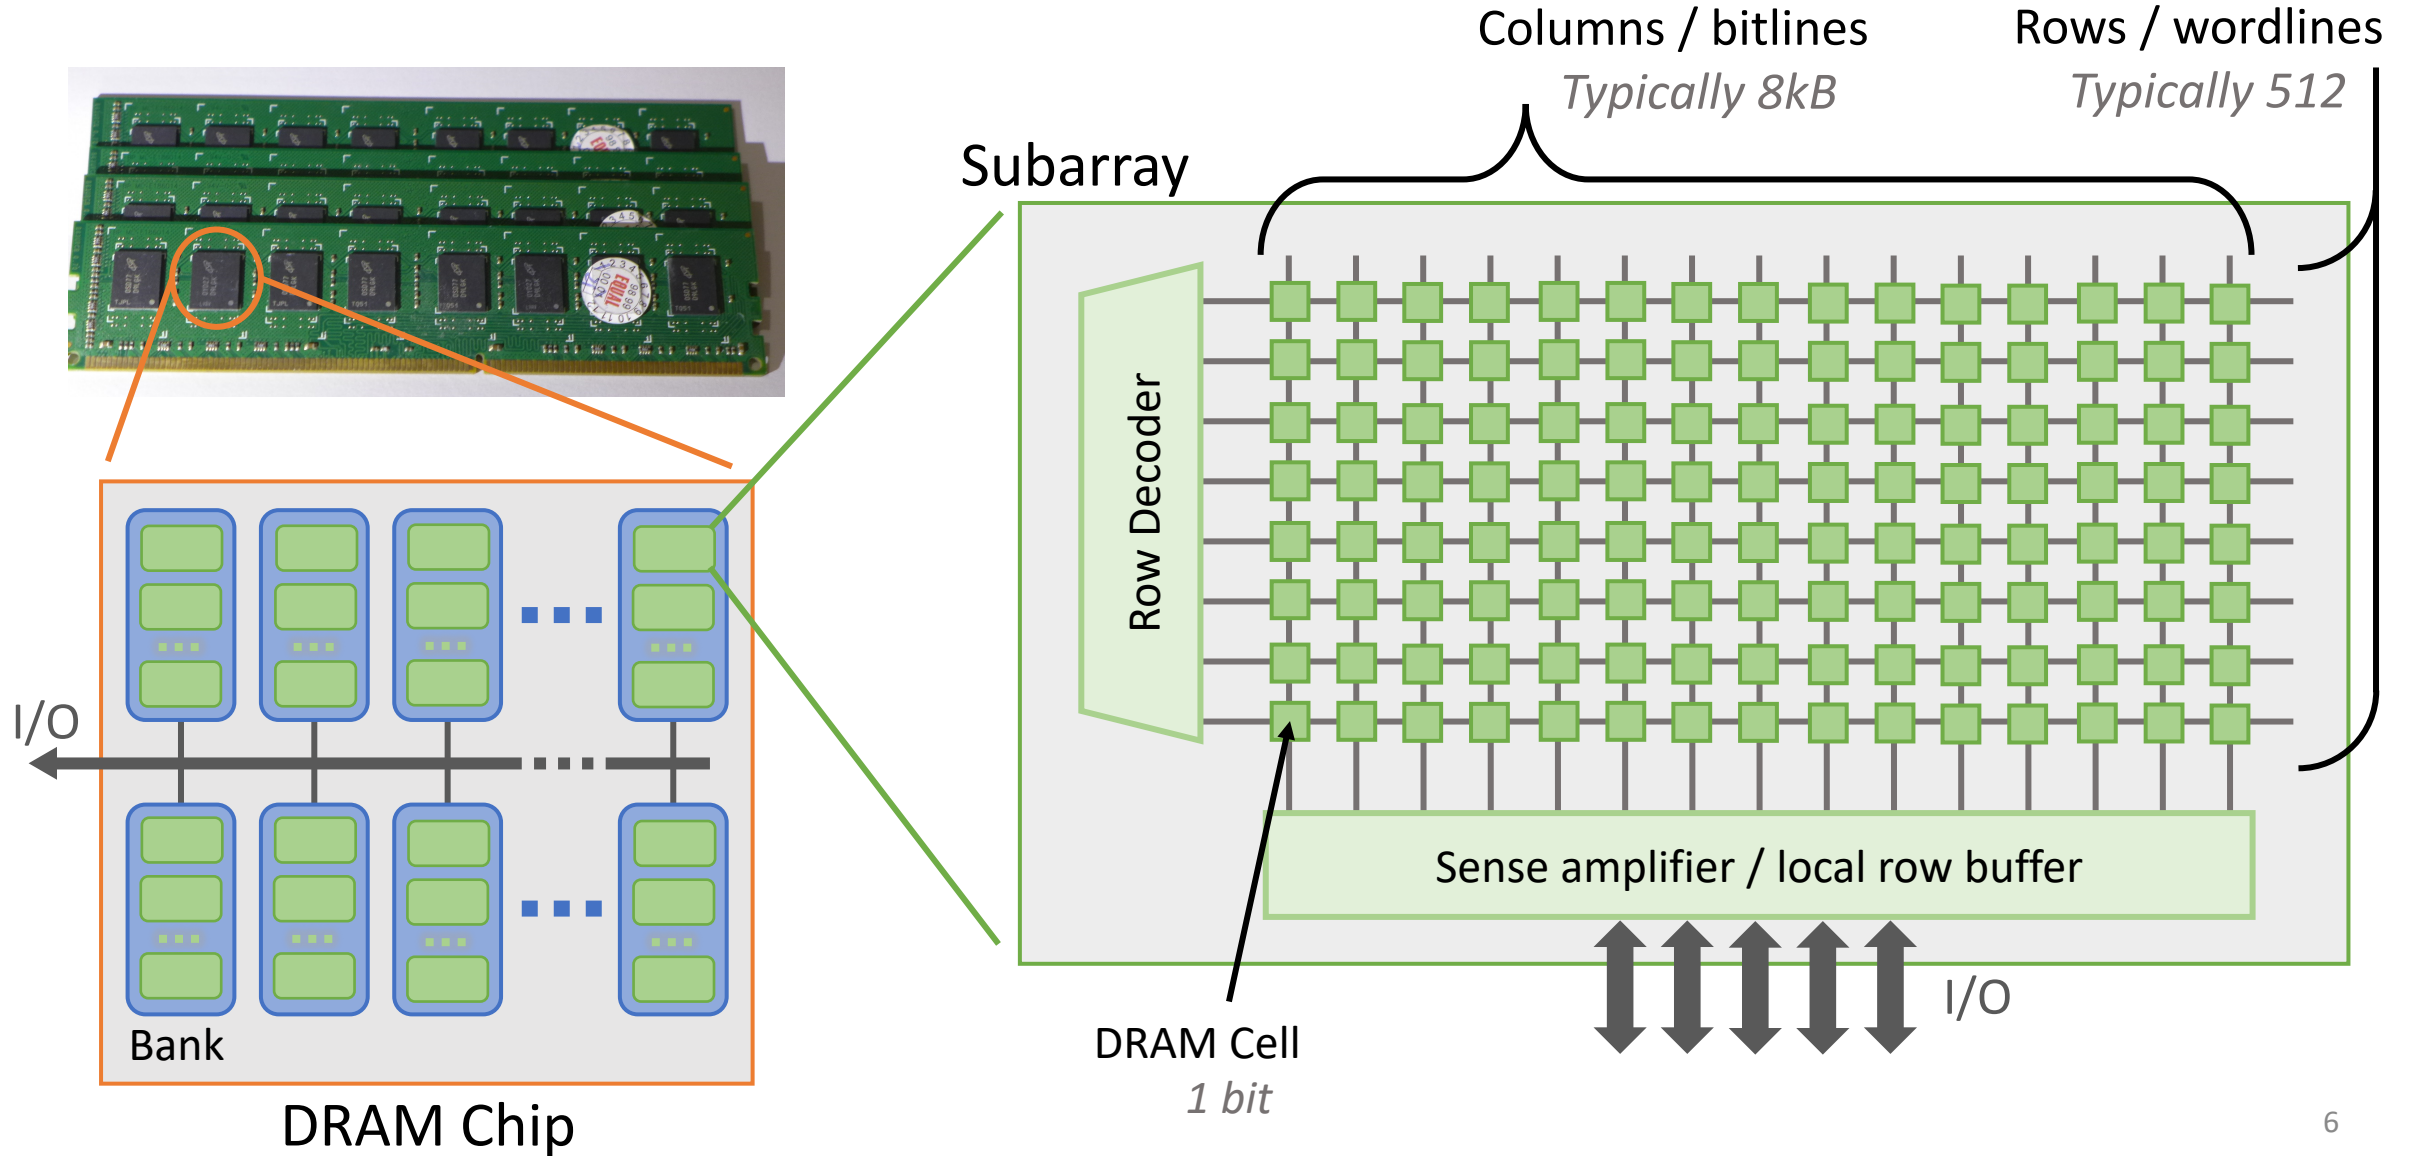 Columns / bitlines
Typically 8kB
Rows / wordlines
Typically 512
Subarray
Row Decoder
Sense amplifier / local row buffer
I/O
DRAM Cell
1 bit
I/O
Bank
DRAM Chip
EQUAL
6